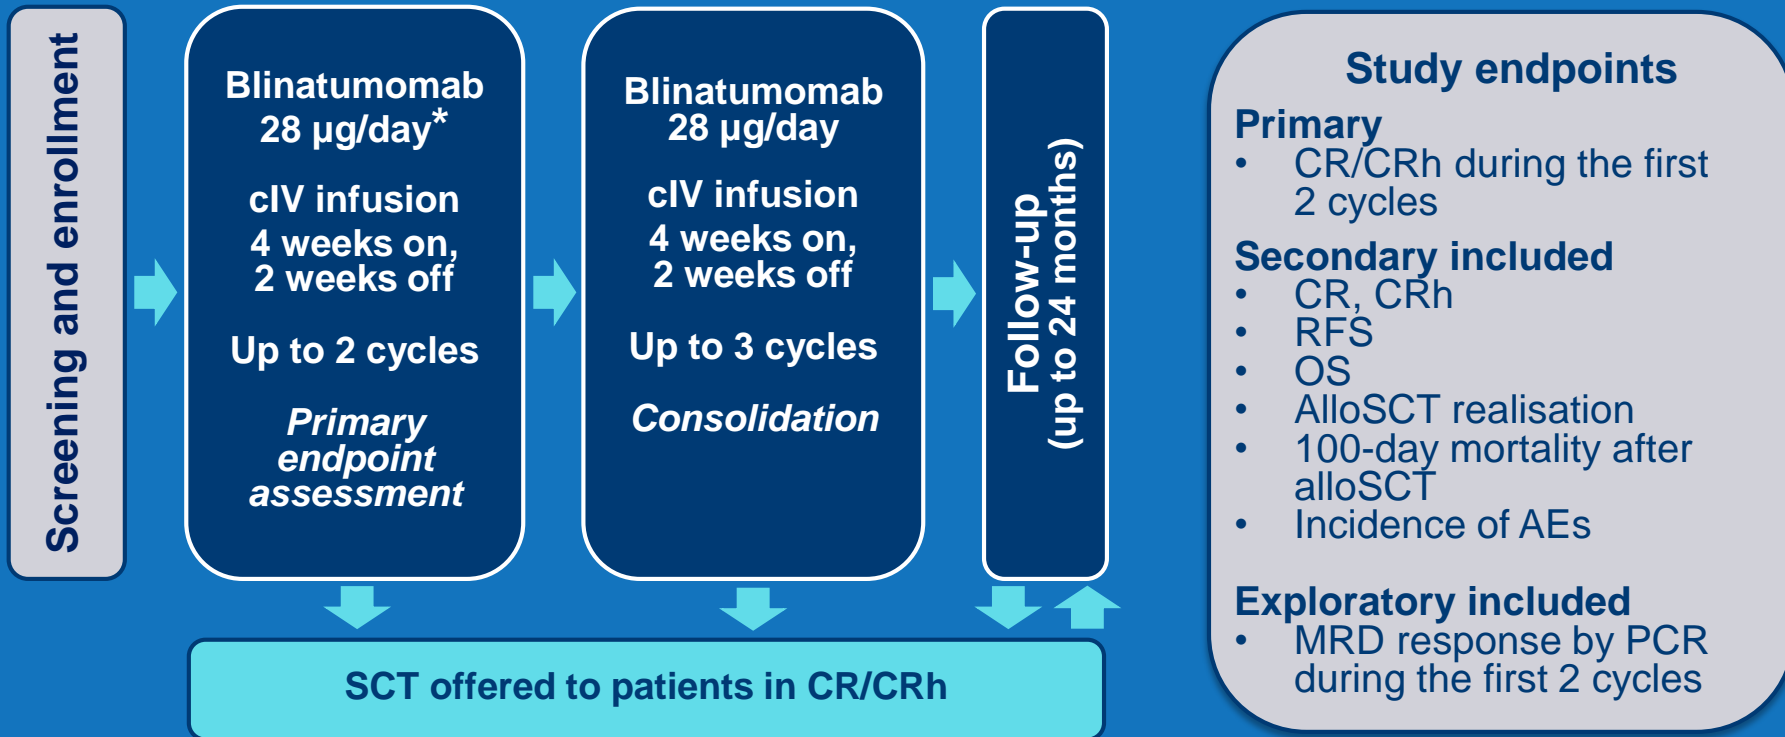 Screening and enrollment
Blinatumomab
28 µg/day*
cIV infusion
4 weeks on,
2 weeks off
Up to 2 cycles
Primary
endpoint
assessment
Blinatumomab
28 µg/day
cIV infusion
4 weeks on,
2 weeks off
Up to 3 cycles
Consolidation
Follow-up
(up to 24 months)
SCT offered to patients in CR/CRh
Study endpoints
Primary
• CR/CRh during the first
2 cycles
Secondary included
• CR, CRh
• RFS
• OS
• AlloSCT realisation
• 100-day mortality after
alloSCT
• Incidence of AEs
Exploratory included
• MRD response by PCR
during the first 2 cycles